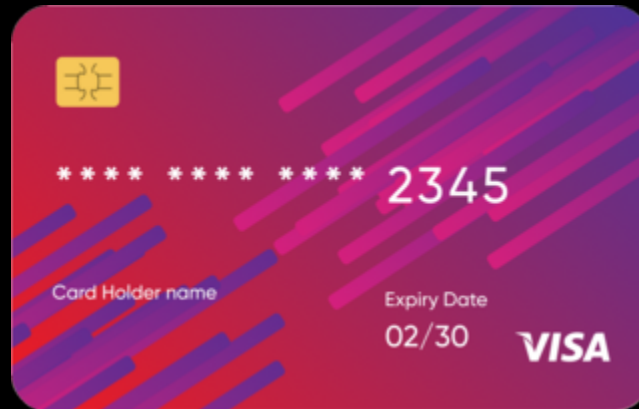 **** **** **** 2345
Card Holder name
Expiry Date
02/30
VISA